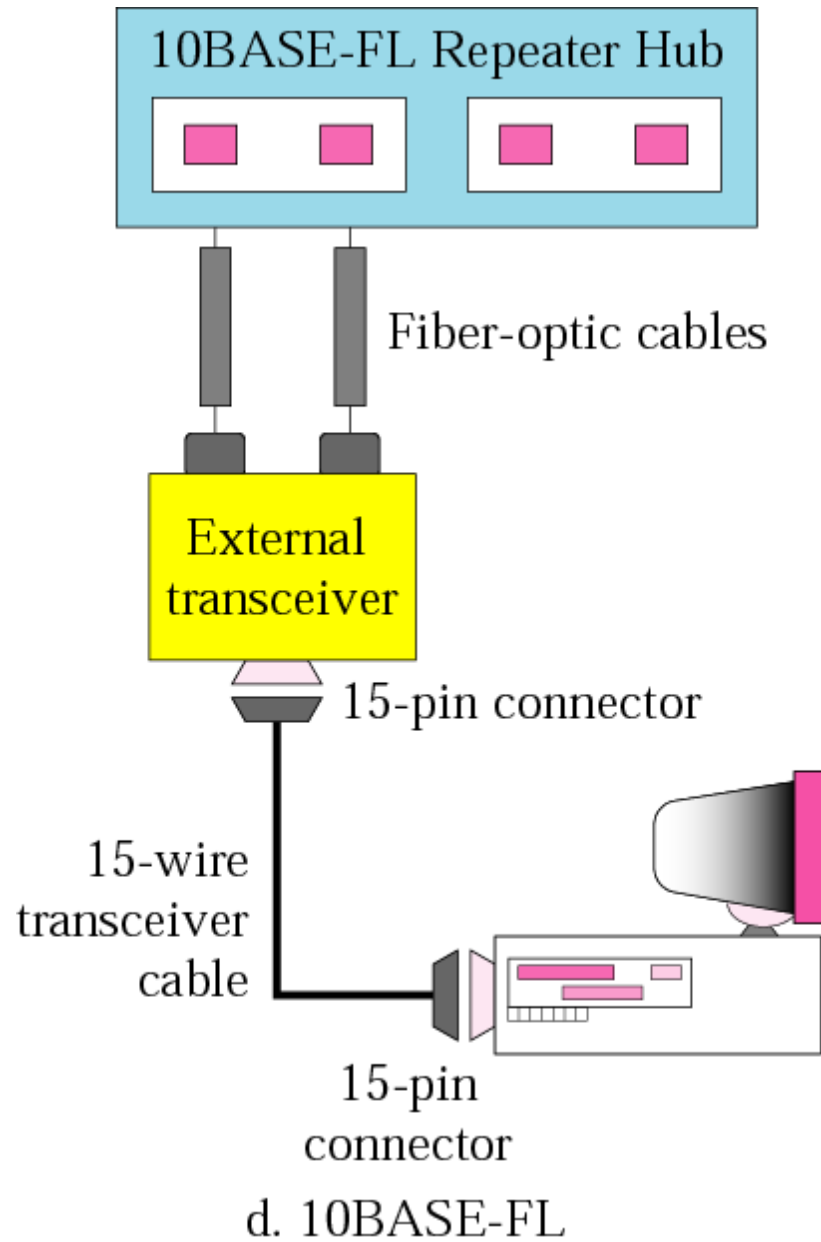 10BASE-FL Repeater Hub
Fiber-optic cables
External
transceiver
15-pin connector
15-wire
transceiver
cable
15-pin
connector
d. 10BASE-FL